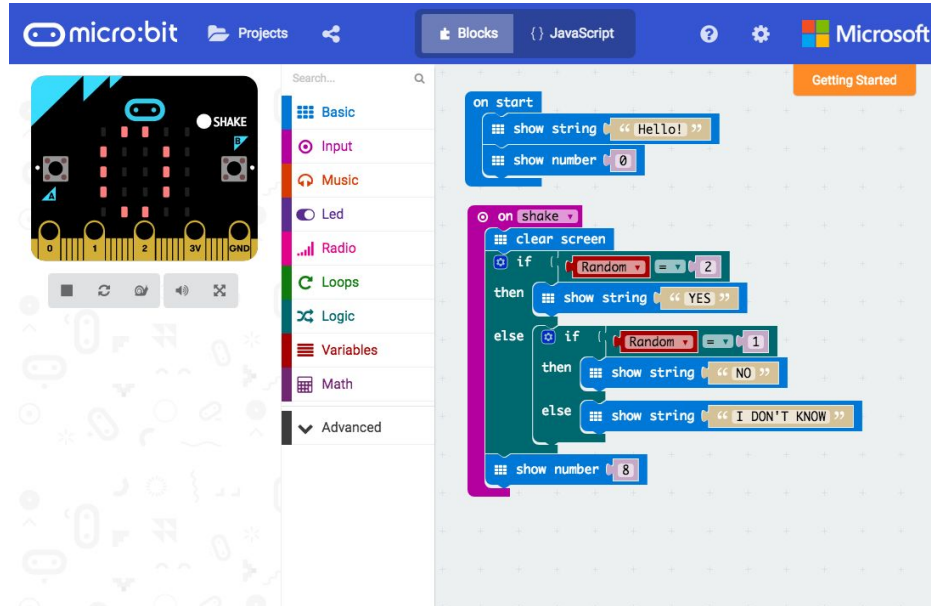 micro:bit Projects Blocks {} JavaScript ? Microsoft
Search...
Getting Started
Basic
Input
Music
Led
Radio
Loops
Logic
Variables
Math
Advanced
SHAKE
B
A
0 1 2 3V GND
on start
show string “ Hello! ”
show number 0
on shake
clear screen
if Random = 2
then show string “ YES ”
else if Random = 1
then show string “ NO ”
else show string “ I DON'T KNOW ”
show number 8